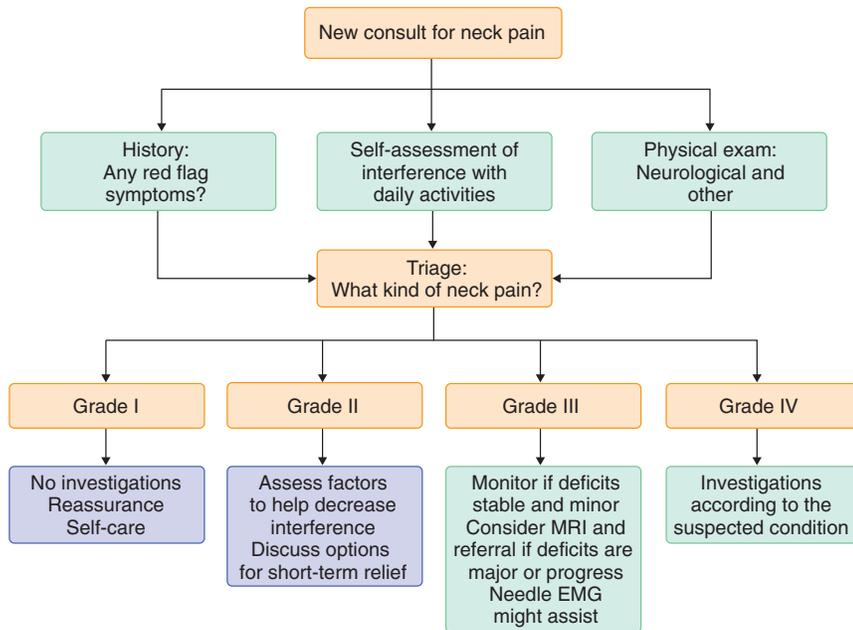 New consult for neck pain
History:
Any red flag
symptoms?
Self-assessment of
interference with
daily activities
Physical exam:
Neurological and
other
Triage:
What kind of neck pain?
Grade I
Grade II
Grade III
Grade IV
No investigations
Reassurance
Self-care
Assess factors
to help decrease
interference
Discuss options
for short-term relief
Monitor if deficits
stable and minor
Consider MRI and
referral if deficits are
major or progress
Needle EMG
might assist
Investigations
according to the
suspected condition